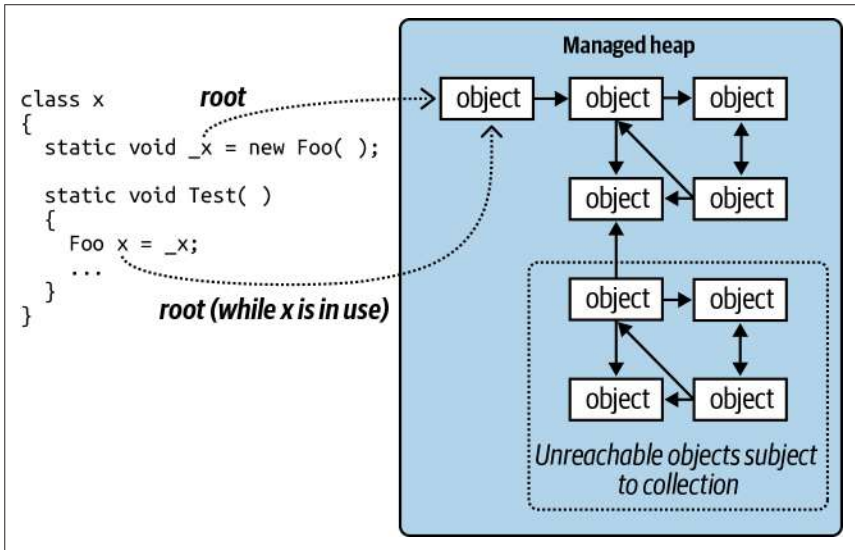 class x
{
static void _x = new Foo( );
static void Test( )
{
Foo x = _x;
...
}
}
root
root (while x is in use)
Managed heap
object object object
object object
object object
object object
Unreachable objects subject
to collection